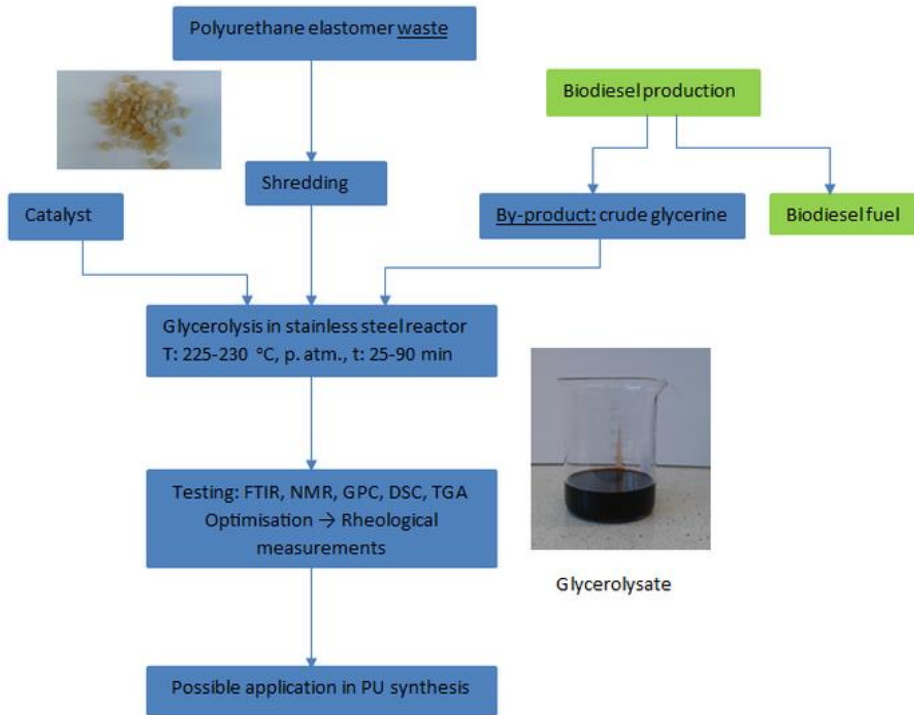 Polyurethane elastomer waste
Biodiesel production
Shredding
Catalyst
By-product: crude glycerine
Biodiesel fuel
Glycerolysis in stainless steel reactor
T: 225-230 °C, p. atm., t: 25-90 min
Testing: FTIR, NMR, GPC, DSC, TGA
Optimisation → Rheological
measurements
Glycerolysate
Possible application in PU synthesis